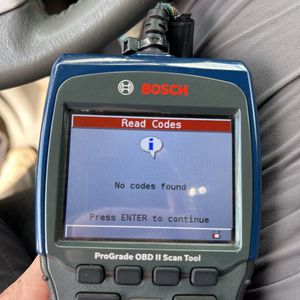 BOSCH
Read Codes
i
No codes found
Press ENTER to continue
ProGrade OBD II Scan Tool